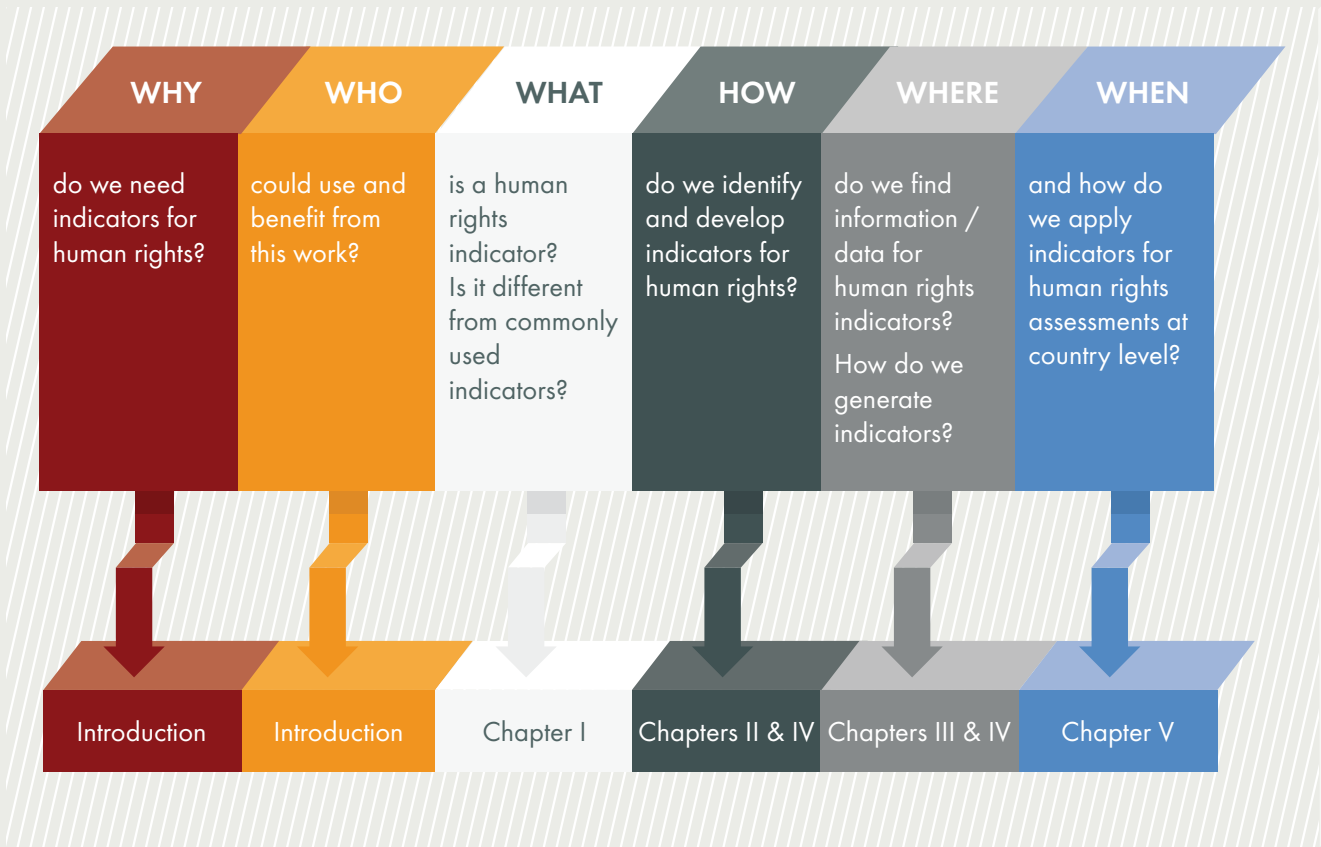 WHY
do we need
indicators for
human rights?
WHO
could use and
benefit from
this work?
WHAT
is a human
rights
indicator?
Is it different
from commonly
used
indicators?
HOW
do we identify
and develop
indicators for
human rights?
WHERE
do we find
information /
data for
human rights
indicators?
How do we
generate
indicators?
WHEN
and how do
we apply
indicators for
human rights
assessments at
country level?
Introduction
Introduction
Chapter I
Chapters II & IV
Chapters III & IV
Chapter V